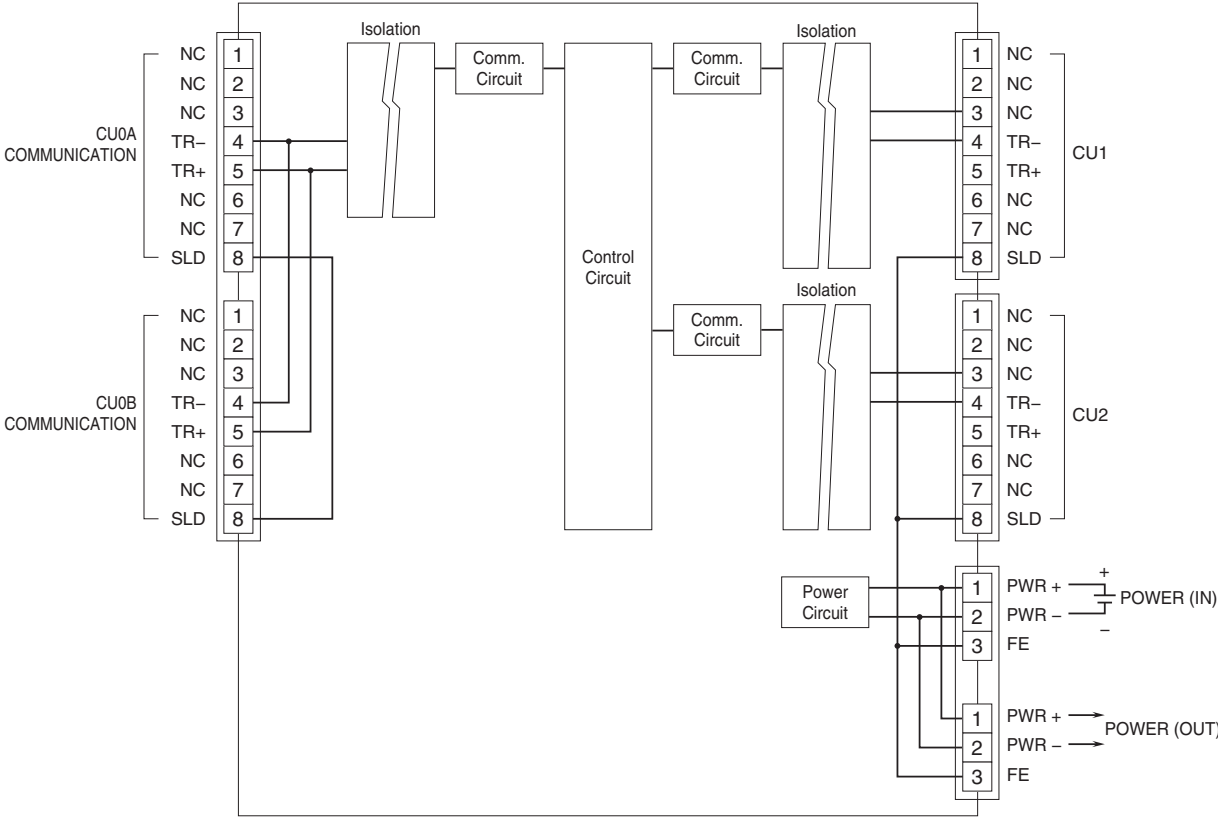 Isolation
Comm.
Circuit
Control
Circuit
Comm.
Circuit
Isolation
Comm.
Circuit
Isolation
Power
Circuit
CU0A
COMMUNICATION
NC 1
NC 2
NC 3
TR– 4
TR+ 5
NC 6
NC 7
SLD 8
CU0B
COMMUNICATION
NC 1
NC 2
NC 3
TR– 4
TR+ 5
NC 6
NC 7
SLD 8
1 NC
2 NC
3 NC
4 TR–
5 TR+
6 NC
7 NC
8 SLD
CU1
1 NC
2 NC
3 NC
4 TR–
5 TR+
6 NC
7 NC
8 SLD
CU2
1 PWR + +
2 PWR – –
3 FE
POWER (IN)
1 PWR +
2 PWR –
3 FE
POWER (OUT)